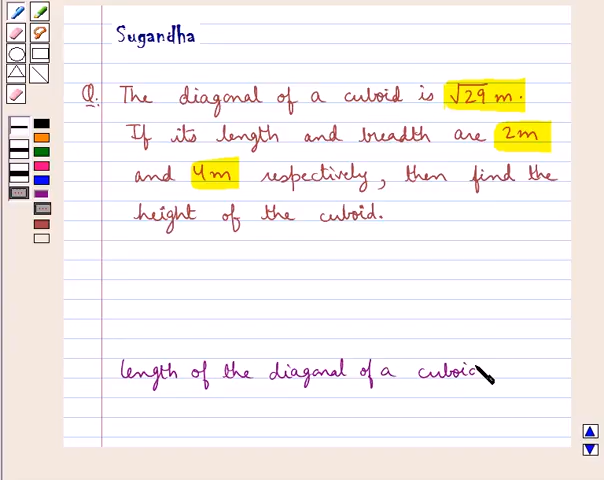 Sugandha
Q. The diagonal of a cuboid is √29 m.
If its length and breadth are 2m
and 4m respectively, then find the
height of the cuboid.
length of the diagonal of a cuboid